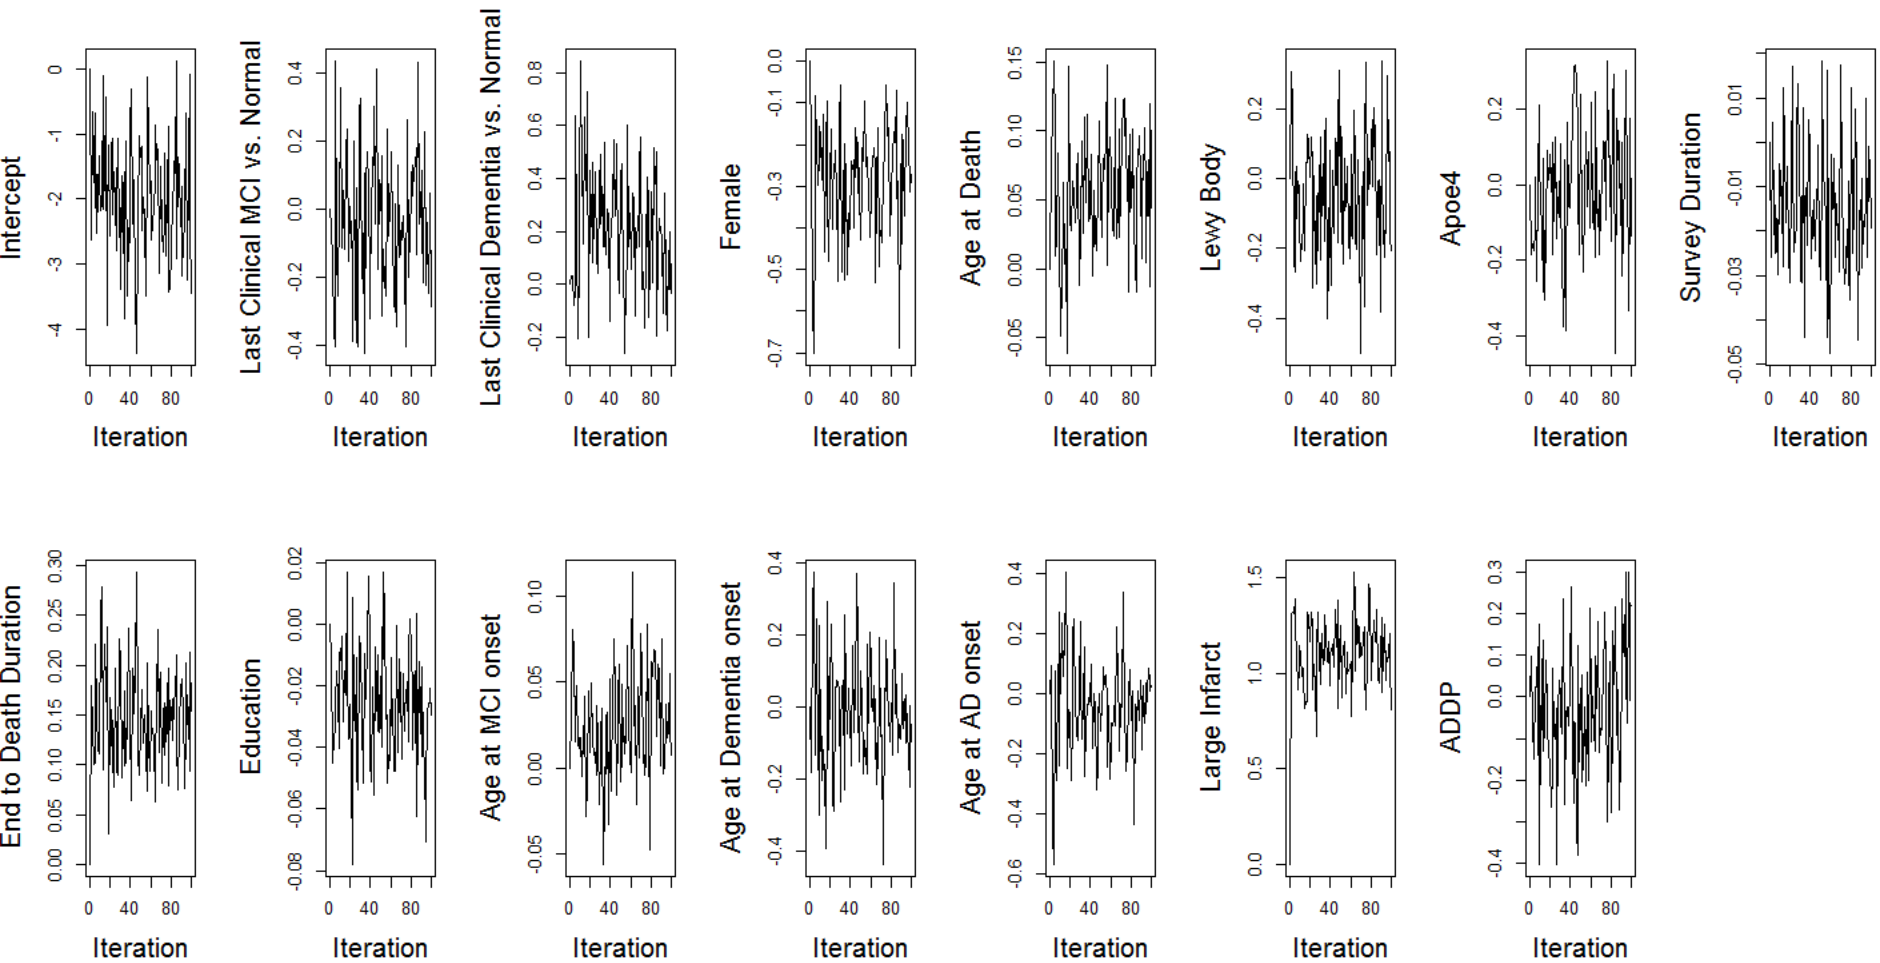 Intercept
0
-1
-2
-3
-4
0 40 80
Iteration
Last Clinical MCI vs. Normal
0.4
0.2
0.0
-0.2
-0.4
0 40 80
Iteration
Last Clinical Dementia vs. Normal
0.8
0.6
0.4
0.2
0.0
-0.2
0 40 80
Iteration
Female
0.0
-0.1
-0.3
-0.5
-0.7
0 40 80
Iteration
Age at Death
0.15
0.10
0.05
0.00
-0.05
0 40 80
Iteration
Lewy Body
0.2
0.0
-0.2
-0.4
0 40 80
Iteration
Apoe4
0.2
0.0
-0.2
-0.4
0 40 80
Iteration
Survey Duration
0.01
-0.01
-0.03
-0.05
0 40 80
Iteration
End to Death Duration
0.30
0.25
0.20
0.15
0.10
0.05
0.00
0 40 80
Iteration
Education
0.02
0.00
-0.02
-0.04
-0.06
-0.08
0 40 80
Iteration
Age at MCI onset
0.10
0.05
0.00
-0.05
0 40 80
Iteration
Age at Dementia onset
0.4
0.2
0.0
-0.2
-0.4
0 40 80
Iteration
Age at AD onset
0.4
0.2
0.0
-0.2
-0.4
-0.6
0 40 80
Iteration
Large Infarct
1.5
1.0
0.5
0.0
0 40 80
Iteration
ADDP
0.3
0.2
0.1
0.0
-0.2
-0.4
0 40 80
Iteration